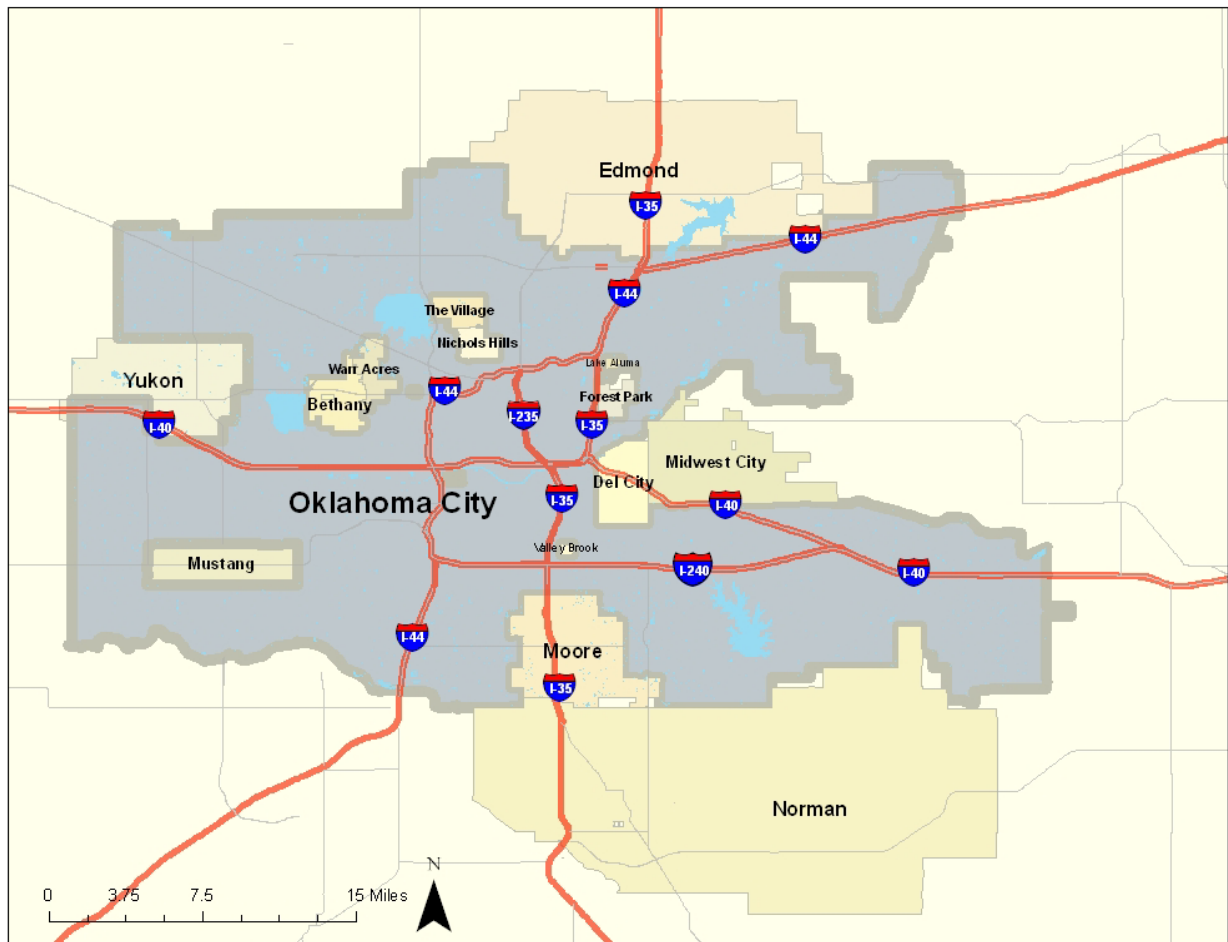 Edmond
I-35
I-44
I-44
The Village
Nichols Hills
Lake Aluma
Warr Acres
Yukon
I-44
Forest Park
Bethany
I-235
I-40
I-35
Midwest City
Del City
Oklahoma City
I-35
I-40
Valley Brook
Mustang
I-240
I-40
I-44
Moore
I-35
Norman
N
0 3.75 7.5 15 Miles